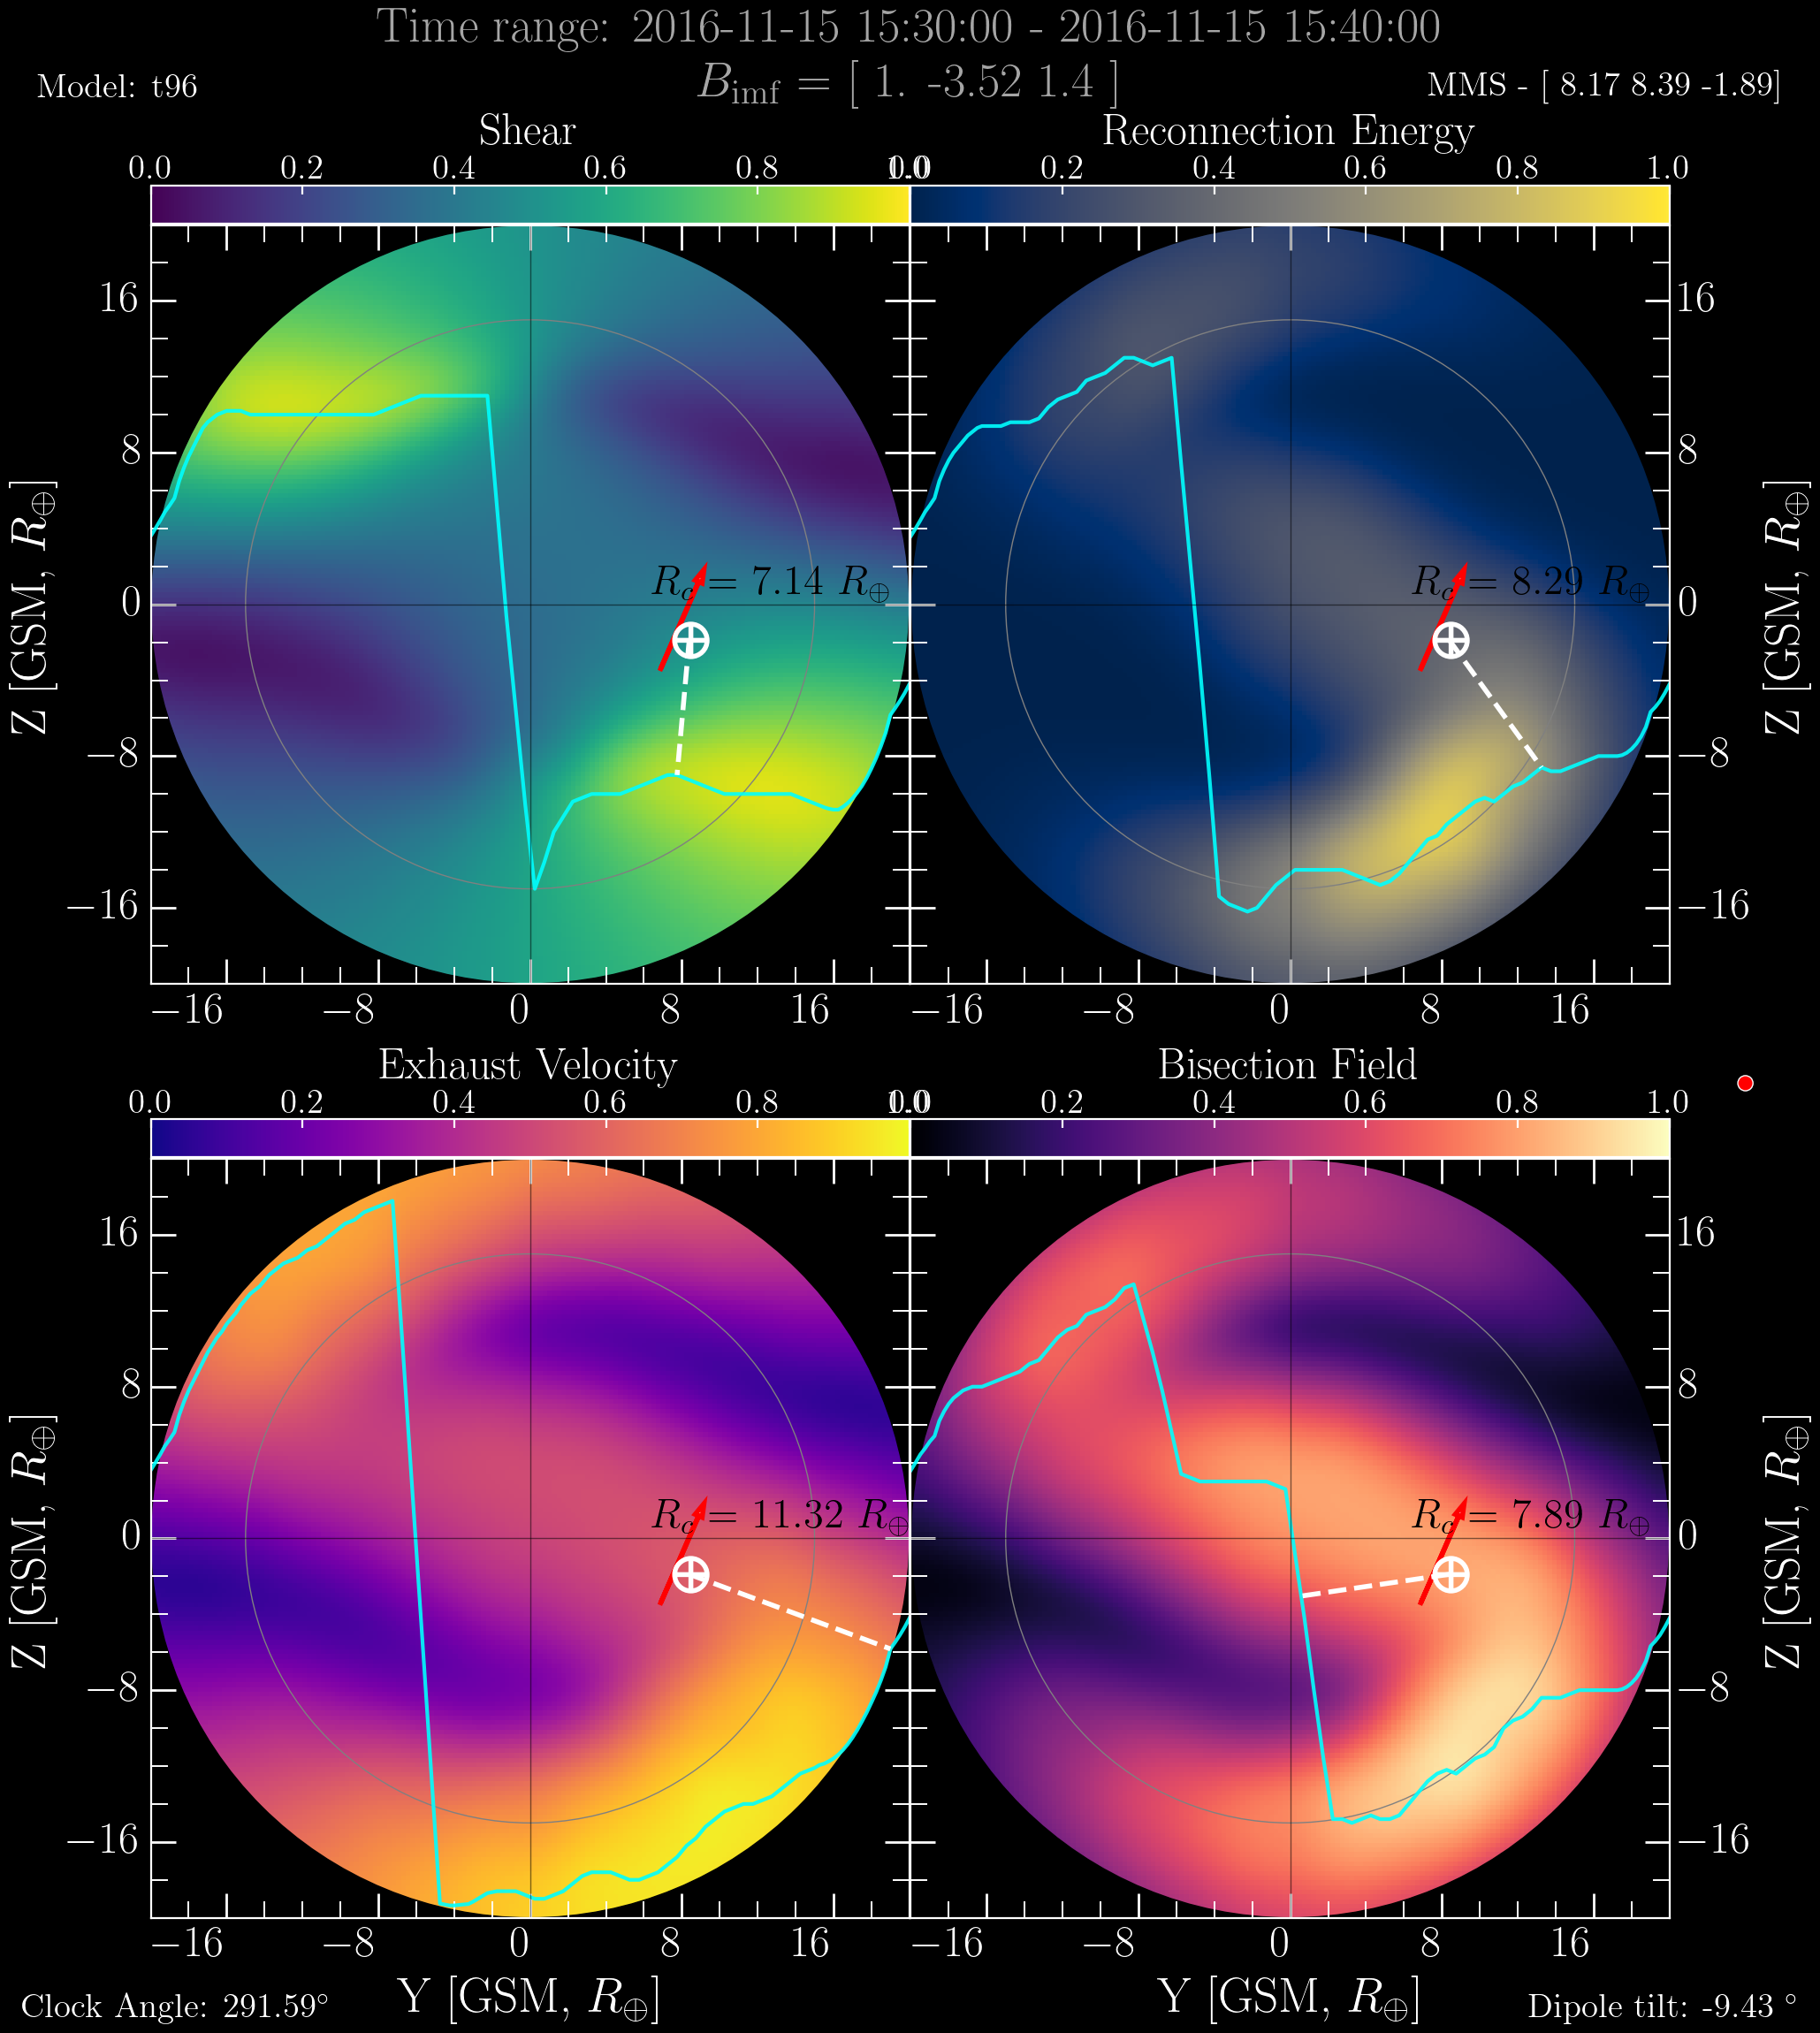 Time range: 2016-11-15 15:30:00 - 2016-11-15 15:40:00
Model: t96
B_imf = [ 1. -3.52 1.4 ]
MMS - [ 8.17 8.39 -1.89]
Shear
Reconnection Energy
0.0 0.2 0.4 0.6 0.8 1.0
0.2 0.4 0.6 0.8 1.0
16 8 0 −8 −16
Z [GSM, R⊕]
R_c = 7.14 R⊕
R_c = 8.29 R⊕
16 8 0 −8 −16
Z [GSM, R⊕]
−16 −8 0 8 16
−16 −8 0 8 16
Exhaust Velocity
Bisection Field
0.0 0.2 0.4 0.6 0.8 1.0
0.2 0.4 0.6 0.8 1.0
16 8 0 −8 −16
Z [GSM, R⊕]
R_c = 11.32 R⊕
R_c = 7.89 R⊕
16 8 0 −8 −16
Z [GSM, R⊕]
−16 −8 0 8 16
−16 −8 0 8 16
Y [GSM, R⊕]
Y [GSM, R⊕]
Clock Angle: 291.59°
Dipole tilt: -9.43 °